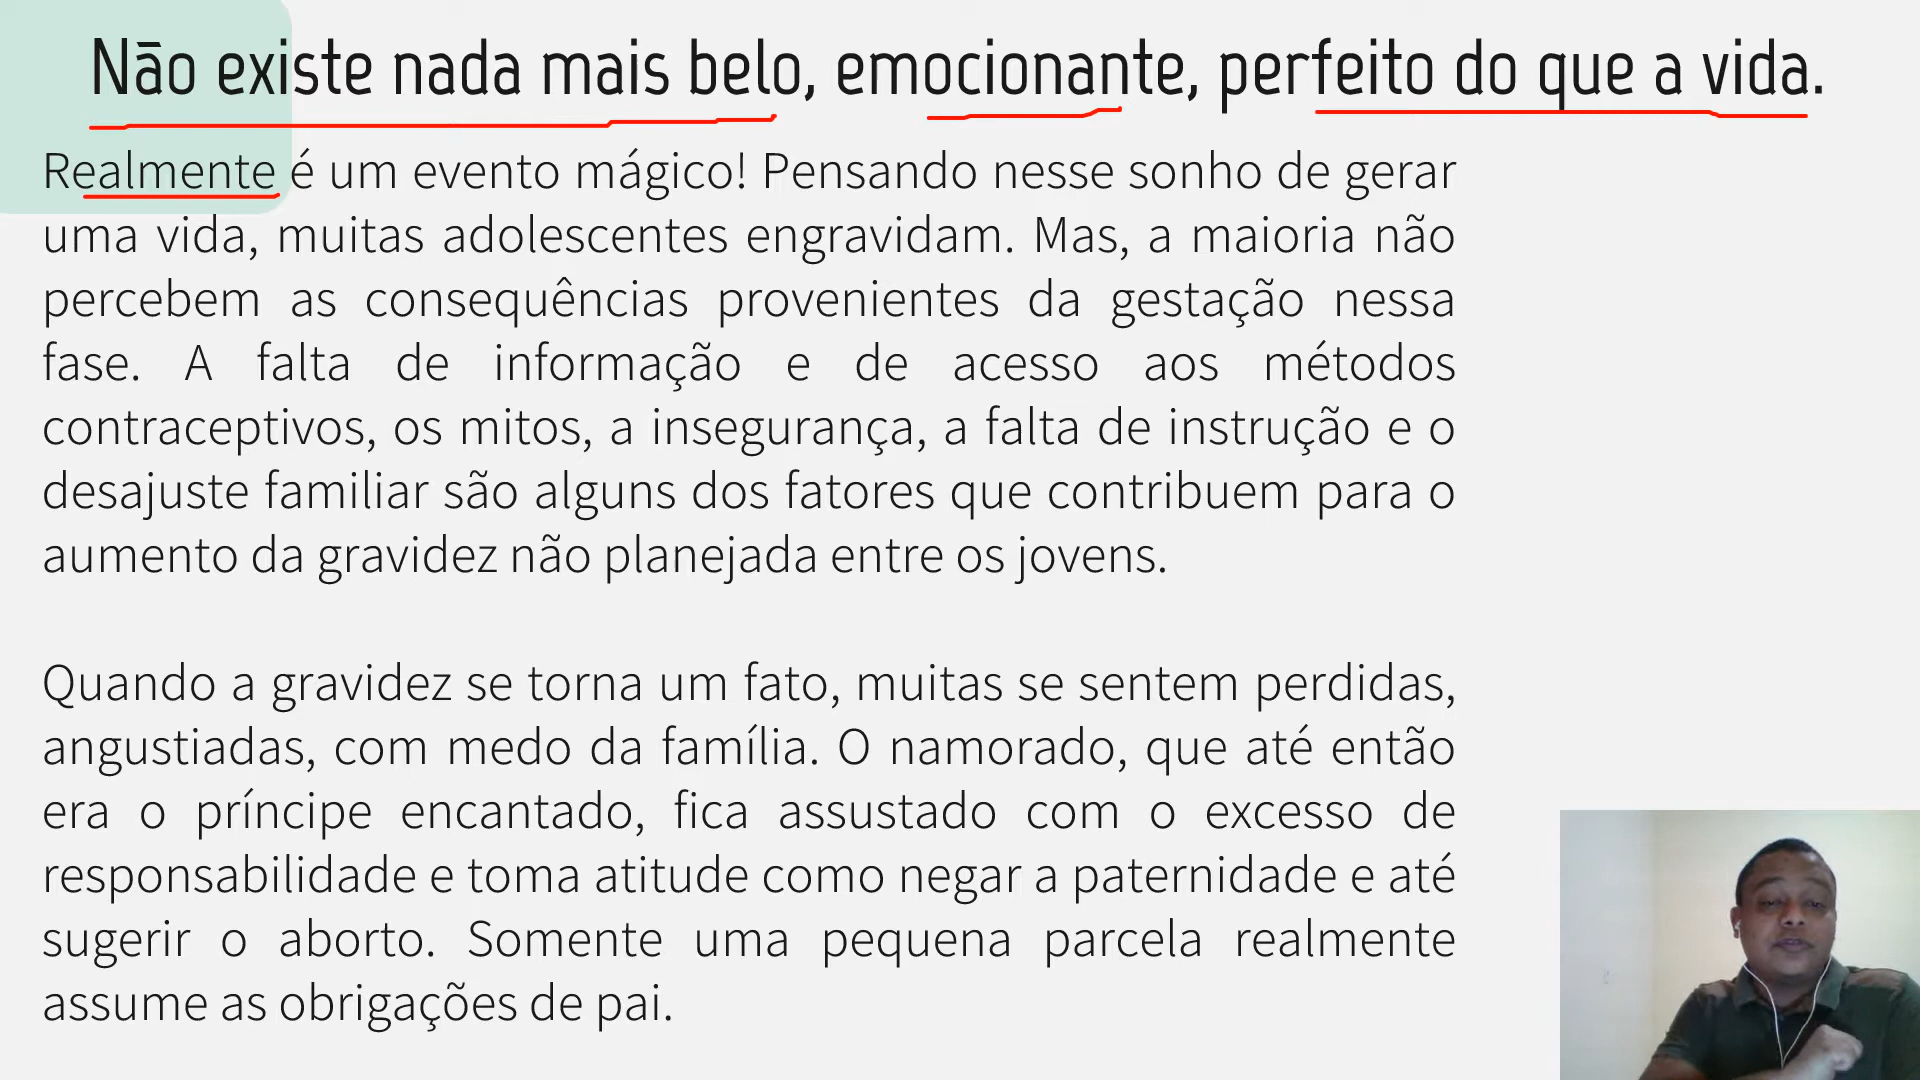 Não existe nada mais belo, emocionante, perfeito do que a vida.
Realmente é um evento mágico! Pensando nesse sonho de gerar
uma vida, muitas adolescentes engravidam. Mas, a maioria não
percebem as consequências provenientes da gestação nessa
fase. A falta de informação e de acesso aos métodos
contraceptivos, os mitos, a insegurança, a falta de instrução e o
desajuste familiar são alguns dos fatores que contribuem para o
aumento da gravidez não planejada entre os jovens.
Quando a gravidez se torna um fato, muitas se sentem perdidas,
angustiadas, com medo da família. O namorado, que até então
era o príncipe encantado, fica assustado com o excesso de
responsabilidade e toma atitude como negar a paternidade e até
sugerir o aborto. Somente uma pequena parcela realmente
assume as obrigações de pai.